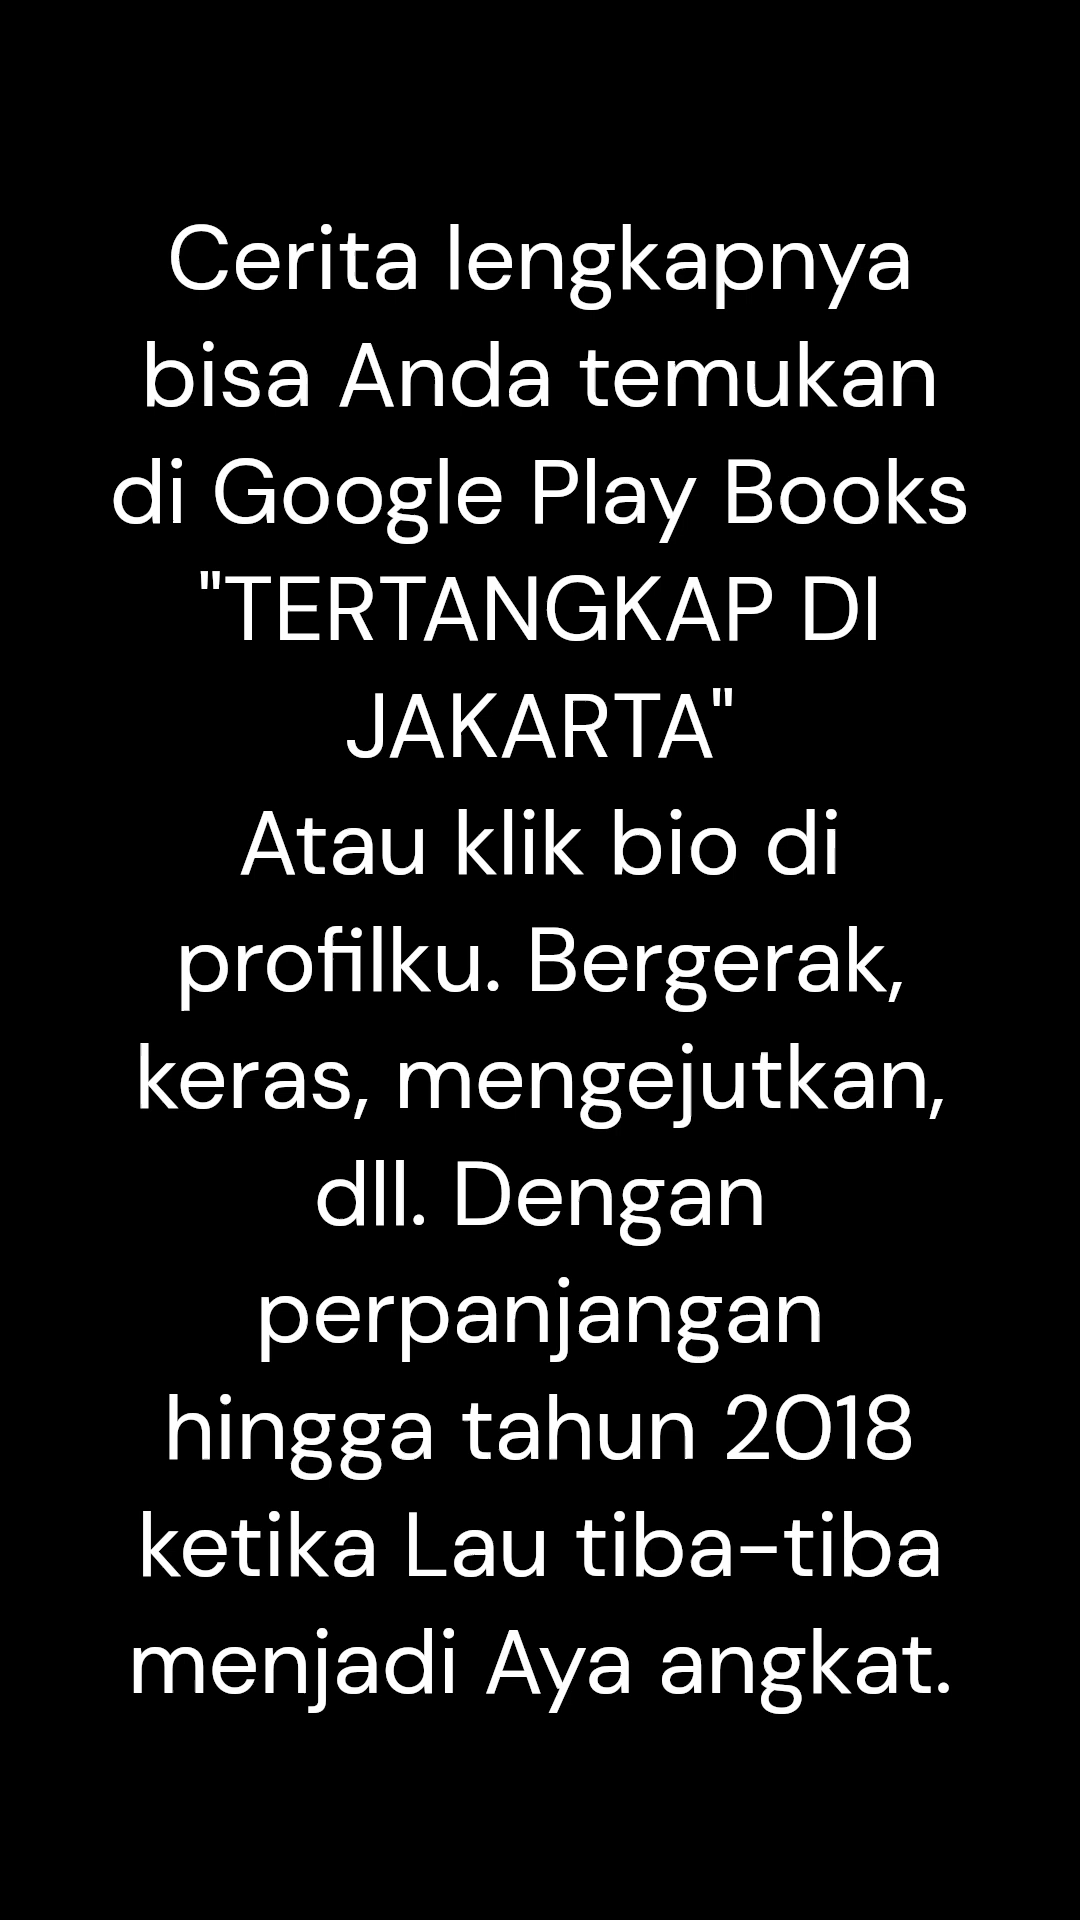 Cerita lengkapnya
bisa Anda temukan
di Google Play Books
"TERTANGKAP DI
JAKARTA"
Atau klik bio di
profilku. Bergerak,
keras, mengejutkan,
dll. Dengan
perpanjangan
hingga tahun 2018
ketika Lau tiba-tiba
menjadi Aya angkat.